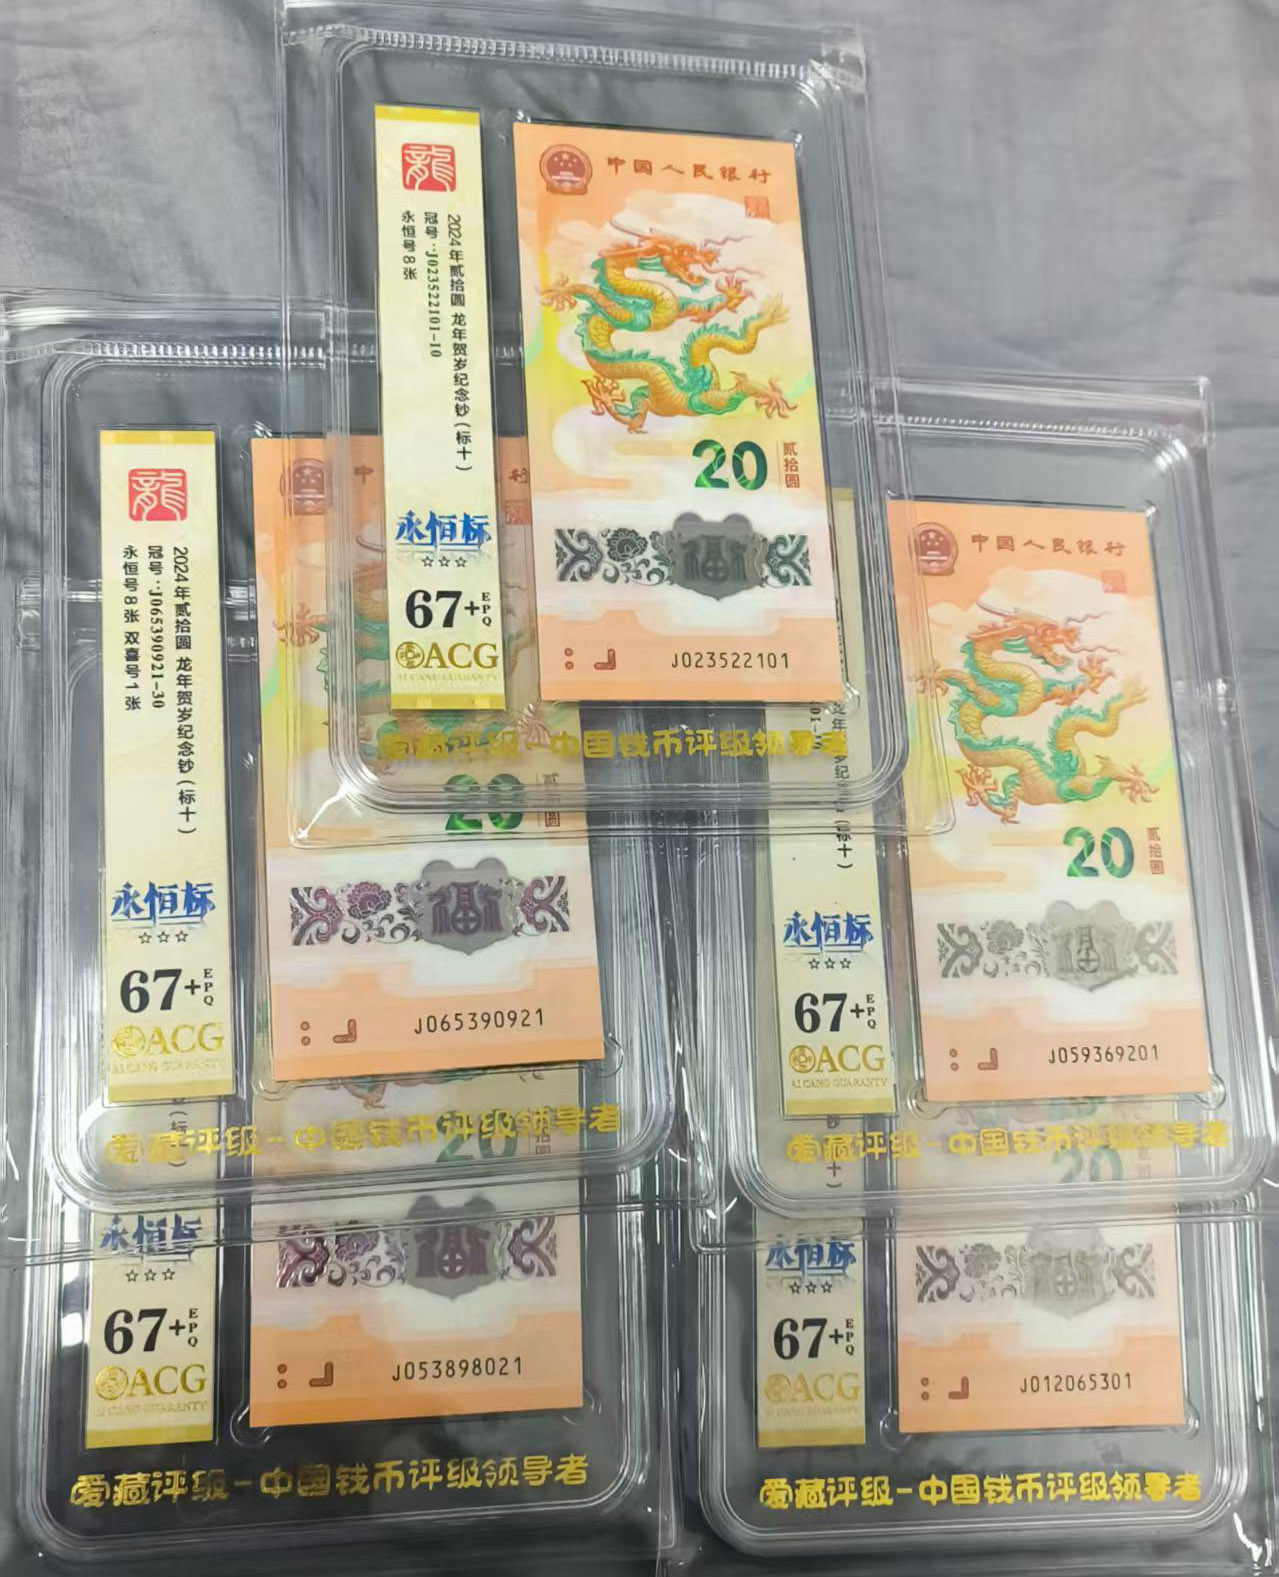 龍
2024年贰拾圆 龙年贺岁纪念钞（标十）
冠号：J023522101-10
永恒号8张
永恒标
☆☆☆
67+EPQ
ACG
AI CANG GUARANTY
中国人民银行
20
贰拾圆
J023522101
爱藏评级-中国钱币评级领导者
龍
2024年贰拾圆 龙年贺岁纪念钞（标十）
冠号：J065390921-30
永恒号8张 双喜号1张
永恒标
☆☆☆
67+EPQ
ACG
AI CANG GUARANTY
20
J065390921
爱藏评级-中国钱币评级领导者
永恒标
☆☆☆
67+EPQ
ACG
AI CANG GUARANTY
中国人民银行
20
贰拾圆
J059369201
爱藏评级-中国钱币评级领导者
永恒标
☆☆☆
67+EPQ
ACG
AI CANG GUARANTY
20
J053898021
爱藏评级-中国钱币评级领导者
永恒标
☆☆☆
67+EPQ
ACG
AI CANG GUARANTY
20
J012065301
爱藏评级-中国钱币评级领导者